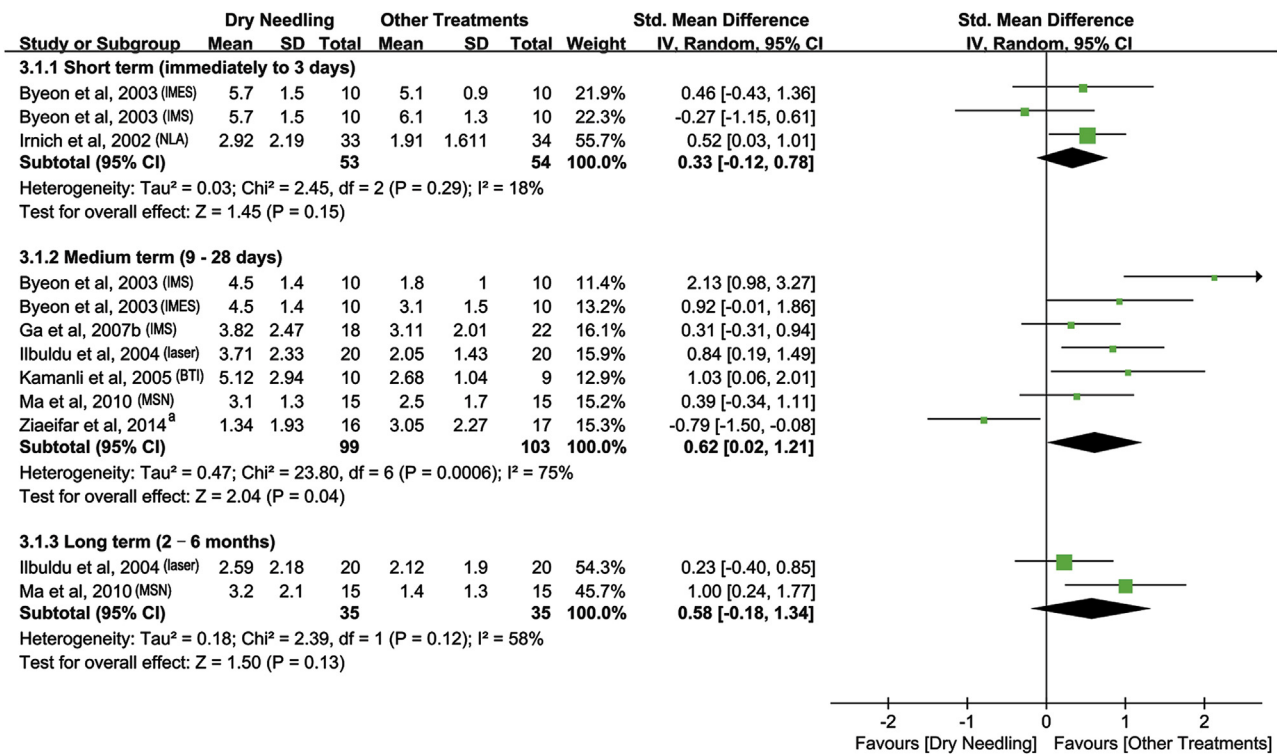 Dry Needling Other Treatments Std. Mean Difference Std. Mean Difference
Study or Subgroup Mean SD Total Mean SD Total Weight IV, Random, 95% CI IV, Random, 95% CI
3.1.1 Short term (immediately to 3 days)
Byeon et al, 2003 (IMES) 5.7 1.5 10 5.1 0.9 10 21.9% 0.46 [-0.43, 1.36]
Byeon et al, 2003 (IMS) 5.7 1.5 10 6.1 1.3 10 22.3% -0.27 [-1.15, 0.61]
Irnich et al, 2002 (NLA) 2.92 2.19 33 1.91 1.611 34 55.7% 0.52 [0.03, 1.01]
Subtotal (95% CI) 53 54 100.0% 0.33 [-0.12, 0.78]
Heterogeneity: Tau² = 0.03; Chi² = 2.45, df = 2 (P = 0.29); I² = 18%
Test for overall effect: Z = 1.45 (P = 0.15)
3.1.2 Medium term (9 - 28 days)
Byeon et al, 2003 (IMS) 4.5 1.4 10 1.8 1 10 11.4% 2.13 [0.98, 3.27]
Byeon et al, 2003 (IMES) 4.5 1.4 10 3.1 1.5 10 13.2% 0.92 [-0.01, 1.86]
Ga et al, 2007b (IMS) 3.82 2.47 18 3.11 2.01 22 16.1% 0.31 [-0.31, 0.94]
Ilbuldu et al, 2004 (laser) 3.71 2.33 20 2.05 1.43 20 15.9% 0.84 [0.19, 1.49]
Kamanli et al, 2005 (BTI) 5.12 2.94 10 2.68 1.04 9 12.9% 1.03 [0.06, 2.01]
Ma et al, 2010 (MSN) 3.1 1.3 15 2.5 1.7 15 15.2% 0.39 [-0.34, 1.11]
Ziaeifar et al, 2014ª 1.34 1.93 16 3.05 2.27 17 15.3% -0.79 [-1.50, -0.08]
Subtotal (95% CI) 99 103 100.0% 0.62 [0.02, 1.21]
Heterogeneity: Tau² = 0.47; Chi² = 23.80, df = 6 (P = 0.0006); I² = 75%
Test for overall effect: Z = 2.04 (P = 0.04)
3.1.3 Long term (2 – 6 months)
Ilbuldu et al, 2004 (laser) 2.59 2.18 20 2.12 1.9 20 54.3% 0.23 [-0.40, 0.85]
Ma et al, 2010 (MSN) 3.2 2.1 15 1.4 1.3 15 45.7% 1.00 [0.24, 1.77]
Subtotal (95% CI) 35 35 100.0% 0.58 [-0.18, 1.34]
Heterogeneity: Tau² = 0.18; Chi² = 2.39, df = 1 (P = 0.12); I² = 58%
Test for overall effect: Z = 1.50 (P = 0.13)
-2 -1 0 1 2
Favours [Dry Needling] Favours [Other Treatments]